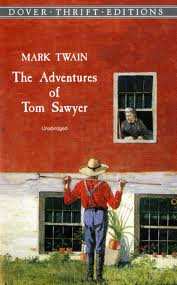 DOVER · THRIFT · EDITIONS
MARK TWAIN
The Adventures
of
Tom Sawyer
Unabridged